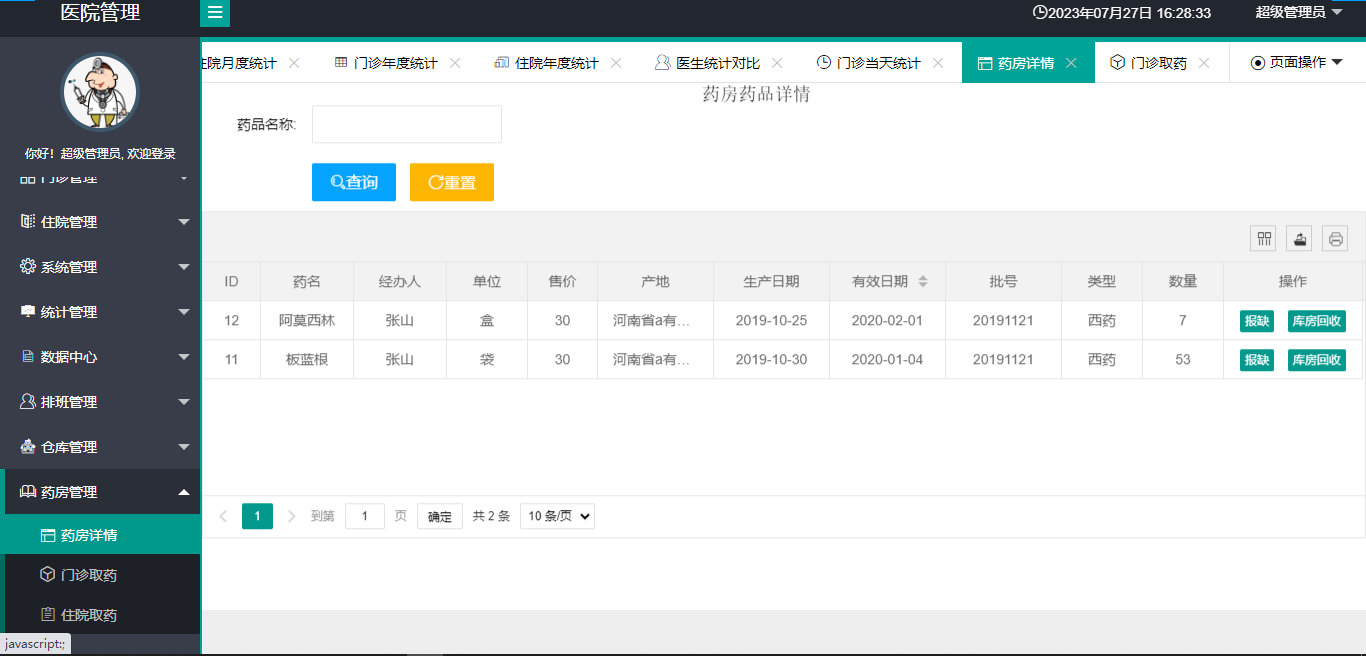 医院管理
2023年07月27日 16:28:33
超级管理员
住院月度统计
门诊年度统计
住院年度统计
医生统计对比
门诊当天统计
药房详情
门诊取药
页面操作
你好！超级管理员, 欢迎登录
门诊管理
住院管理
系统管理
统计管理
数据中心
排班管理
仓库管理
药房管理
药房详情
门诊取药
住院取药
javascript:;
药房药品详情
药品名称:
查询 重置
ID 药名 经办人 单位 售价 产地 生产日期 有效日期 批号 类型 数量 操作
12 阿莫西林 张山 盒 30 河南省a有... 2019-10-25 2020-02-01 20191121 西药 7 报缺 库房回收
11 板蓝根 张山 袋 30 河南省a有... 2019-10-30 2020-01-04 20191121 西药 53 报缺 库房回收
1 到第 1 页 确定 共 2 条 10 条/页